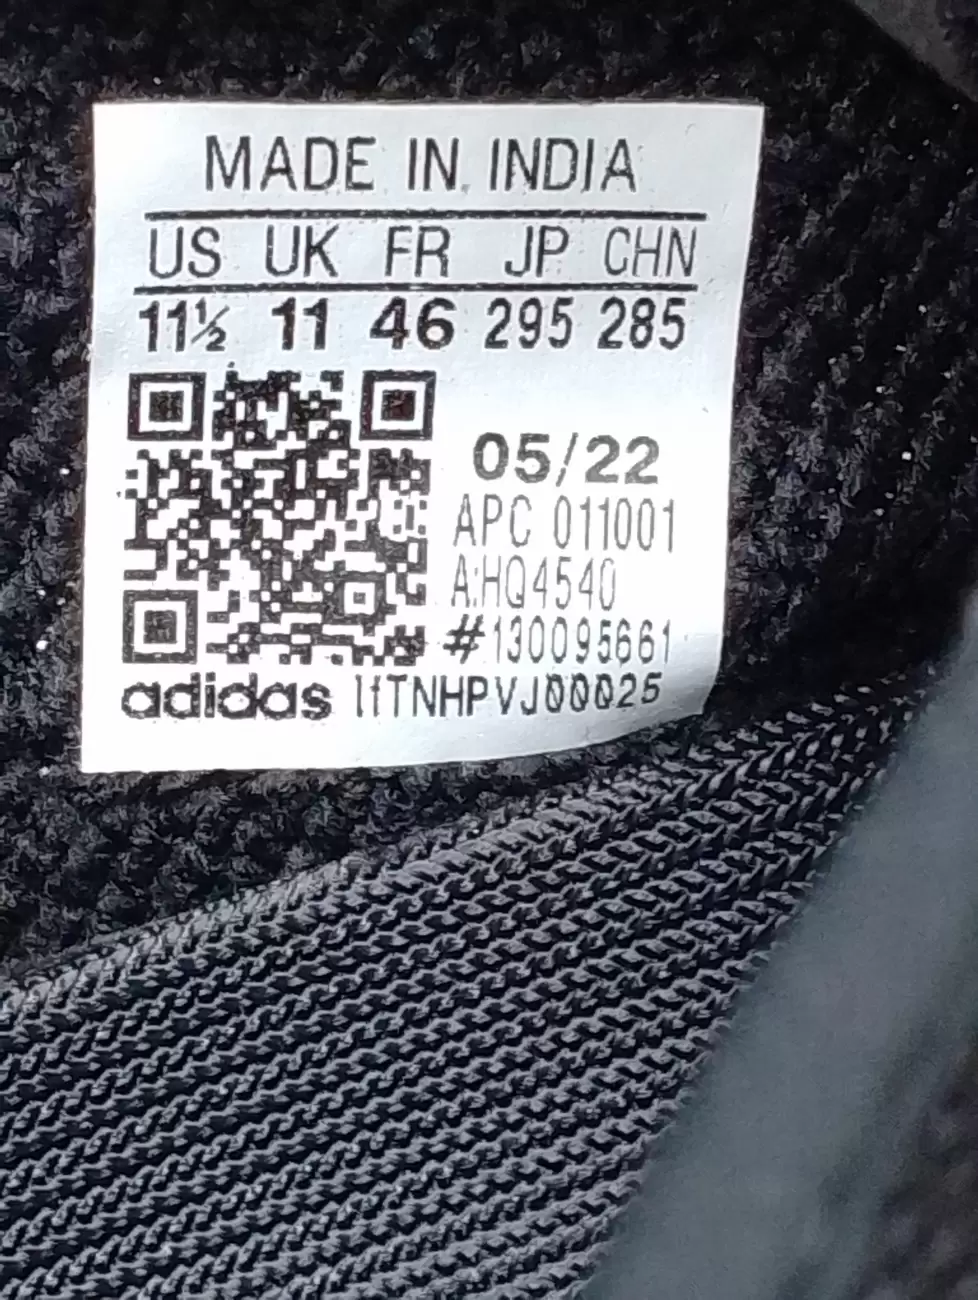 MADE IN INDIA
US UK FR JP CHN
11½ 11 46 295 285
05/22
APC 011001
A:HQ4540
#130095661
adidas 1fTNHPVJ00025